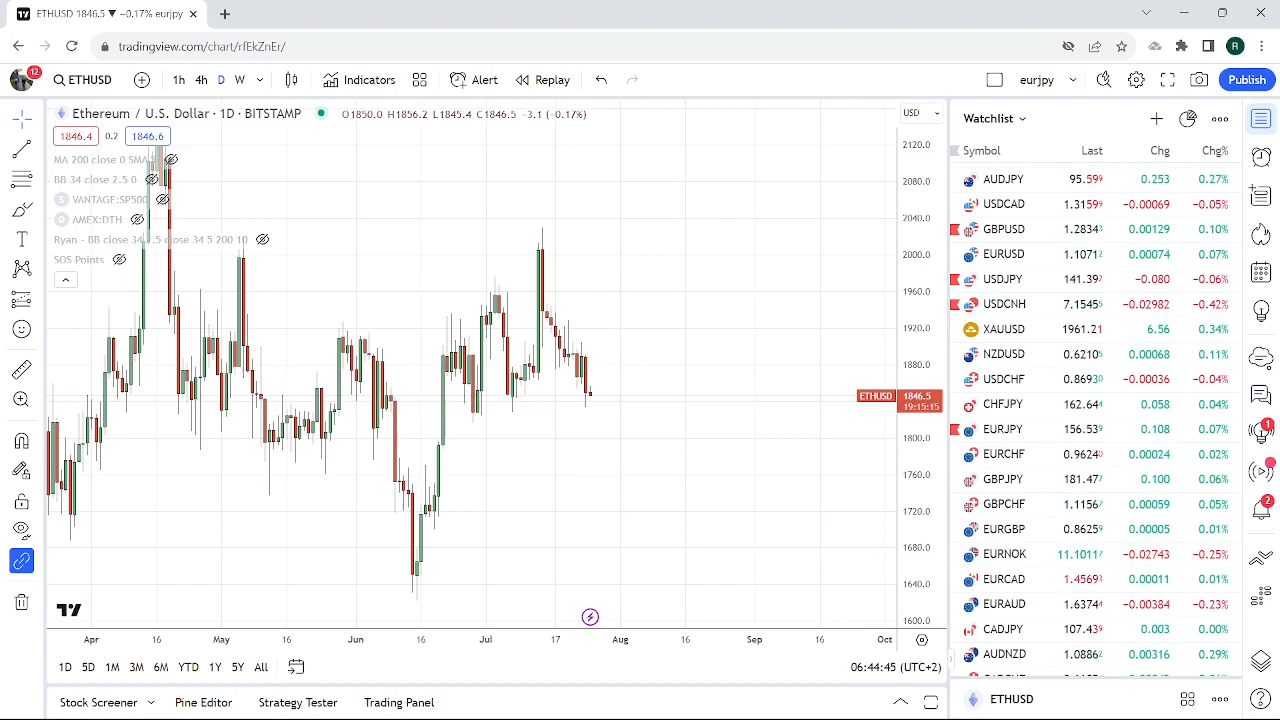 ETHUSD 1846.5 ▼ −0.17% eurjpy
tradingview.com/chart/rfEkZnEr/
R
12
ETHUSD
1h 4h D W
Indicators
Alert
Replay
eurjpy
Publish
Ethereum / U.S. Dollar · 1D · BITSTAMP
O1850.0 H1856.2 C1846.5
USD
1846.4 0.2 1846.6
MA 200 close 0 SMA
BB 34 close 2.5 0
S VANTAGE:SP500
D AMEX:DTH
Ryan - BB close 34 close 34 5 200 10
SOS Points
2120.0
2080.0
2040.0
2000.0
1960.0
1920.0
1880.0
ETHUSD 1846.5
19:15:15
1800.0
1760.0
1720.0
1680.0
1640.0
1600.0
Apr 16 May 16 Jun 16 Jul 17 Aug 16 Sep 16 Oct
1D 5D 1M 3M 6M YTD 1Y 5Y All
06:44:45 (UTC+2)
Stock Screener Pine Editor Strategy Tester Trading Panel
Watchlist
Symbol Last Chg Chg%
AUDJPY 95.599 0.253 0.27%
USDCAD 1.31599 −0.00069 −0.05%
GBPUSD 1.28343 0.00129 0.10%
EURUSD 1.10712 0.00074 0.07%
USDJPY 141.392 −0.080 −0.06%
USDCNH 7.15455 −0.02982 −0.42%
XAUUSD 1961.21 6.56 0.34%
NZDUSD 0.62105 0.00068 0.11%
USDCHF 0.86930 −0.00036 −0.04%
CHFJPY 162.644 0.058 0.04%
EURJPY 156.539 0.108 0.07%
EURCHF 0.96240 0.00024 0.02%
GBPJPY 181.472 0.100 0.06%
GBPCHF 1.11567 0.00059 0.05%
EURGBP 0.86259 0.00005 0.01%
EURNOK 11.10117 −0.02743 −0.25%
EURCAD 1.45693 0.00011 0.01%
EURAUD 1.63744 −0.00384 −0.23%
CADJPY 107.439 0.003 0.00%
AUDNZD 1.08862 0.00316 0.29%
ETHUSD
1
2